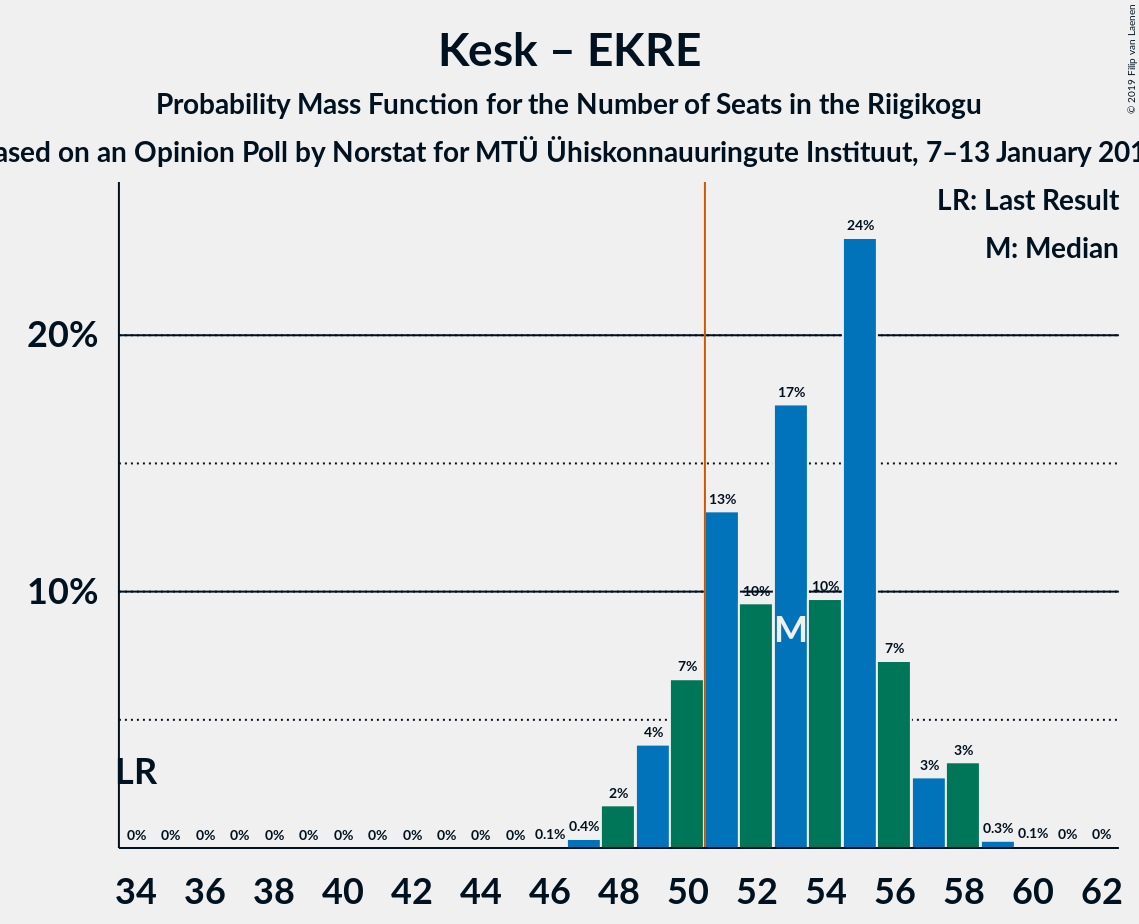 Kesk – EKRE
Probability Mass Function for the Number of Seats in the Riigikogu
ased on an Opinion Poll by Norstat for MTÜ Ühiskonnauuringute Instituut, 7–13 January 201
© 2019 Filip van Laenen
LR: Last Result
M: Median
20%
10%
LR
M
0% 0% 0% 0% 0% 0% 0% 0% 0% 0% 0% 0% 0.1% 0.4% 2% 4% 7% 13% 10% 17% 10% 24% 7% 3% 3% 0.3% 0.1% 0% 0%
34 36 38 40 42 44 46 48 50 52 54 56 58 60 62